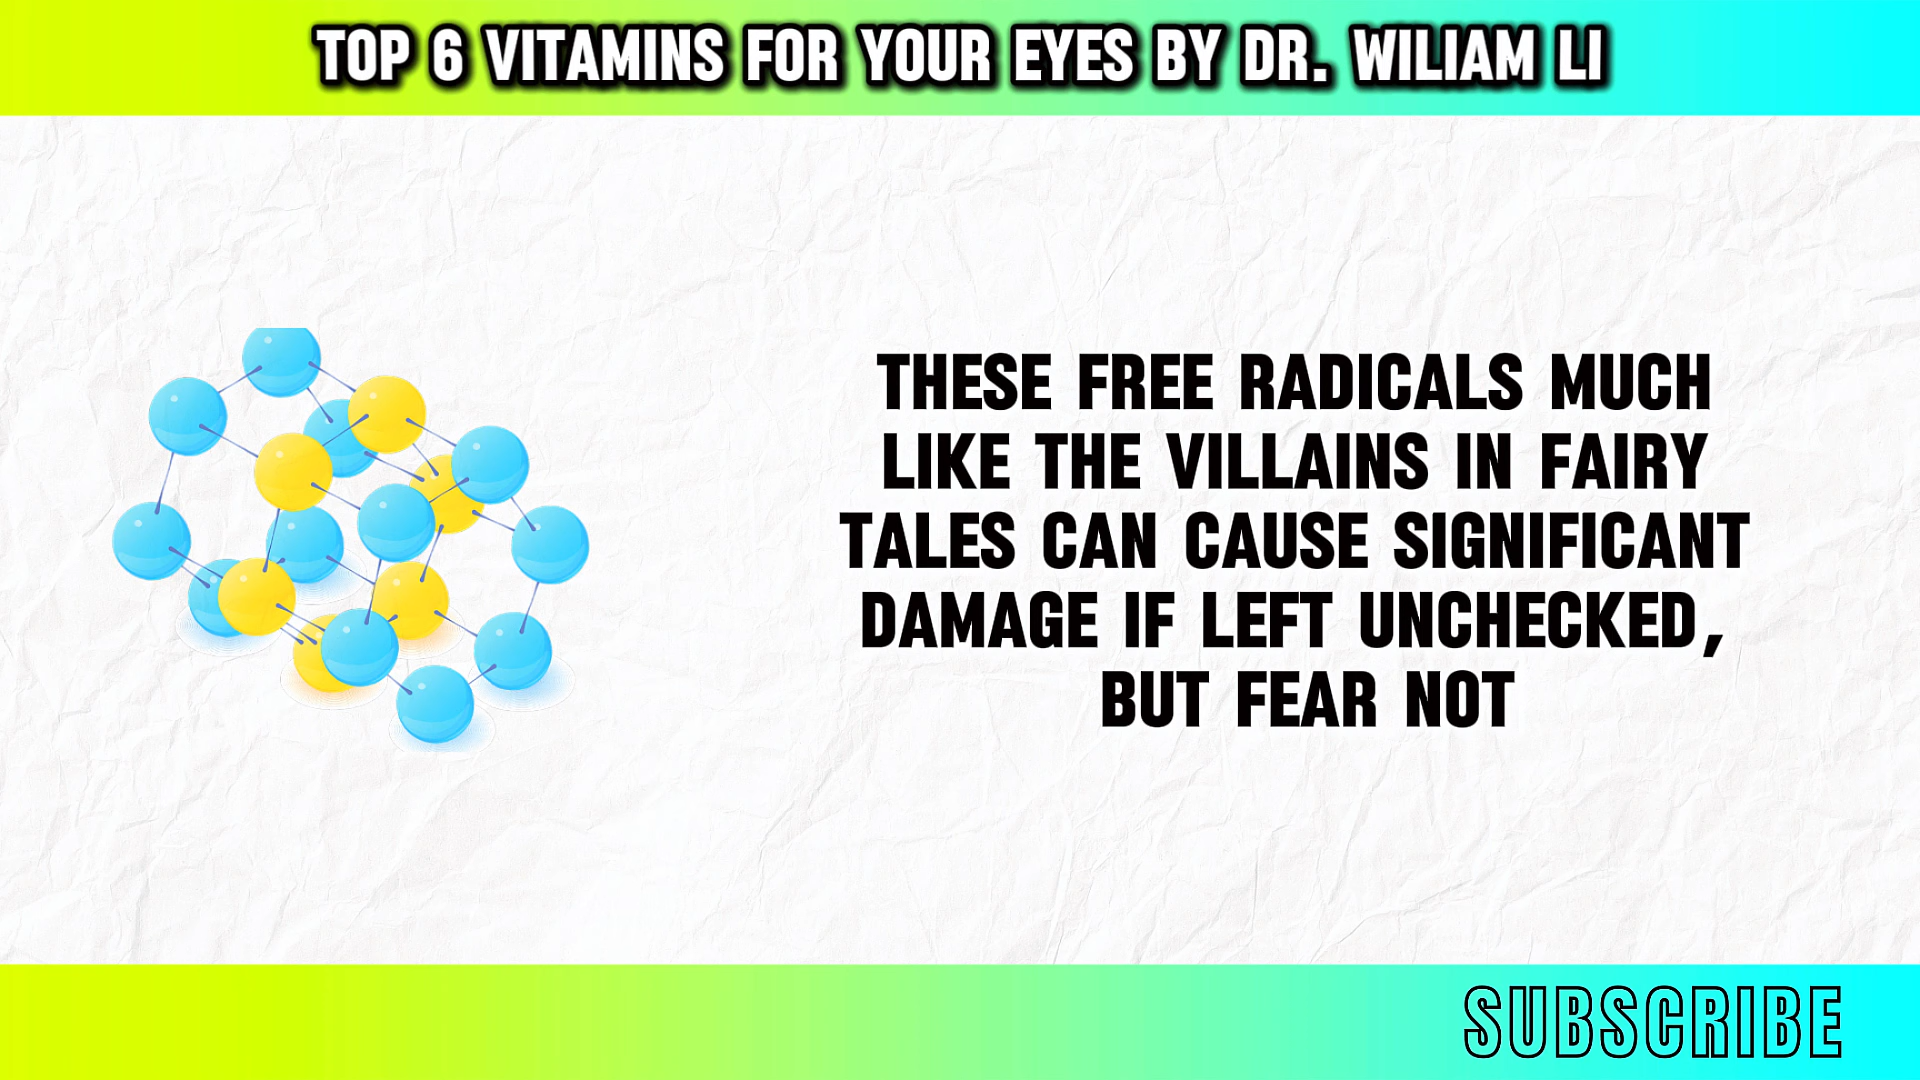 TOP 6 VITAMINS FOR YOUR EYES BY DR. WILIAM LI
THESE FREE RADICALS MUCH
LIKE THE VILLAINS IN FAIRY
TALES CAN CAUSE SIGNIFICANT
DAMAGE IF LEFT UNCHECKED,
BUT FEAR NOT
SUBSCRIBE